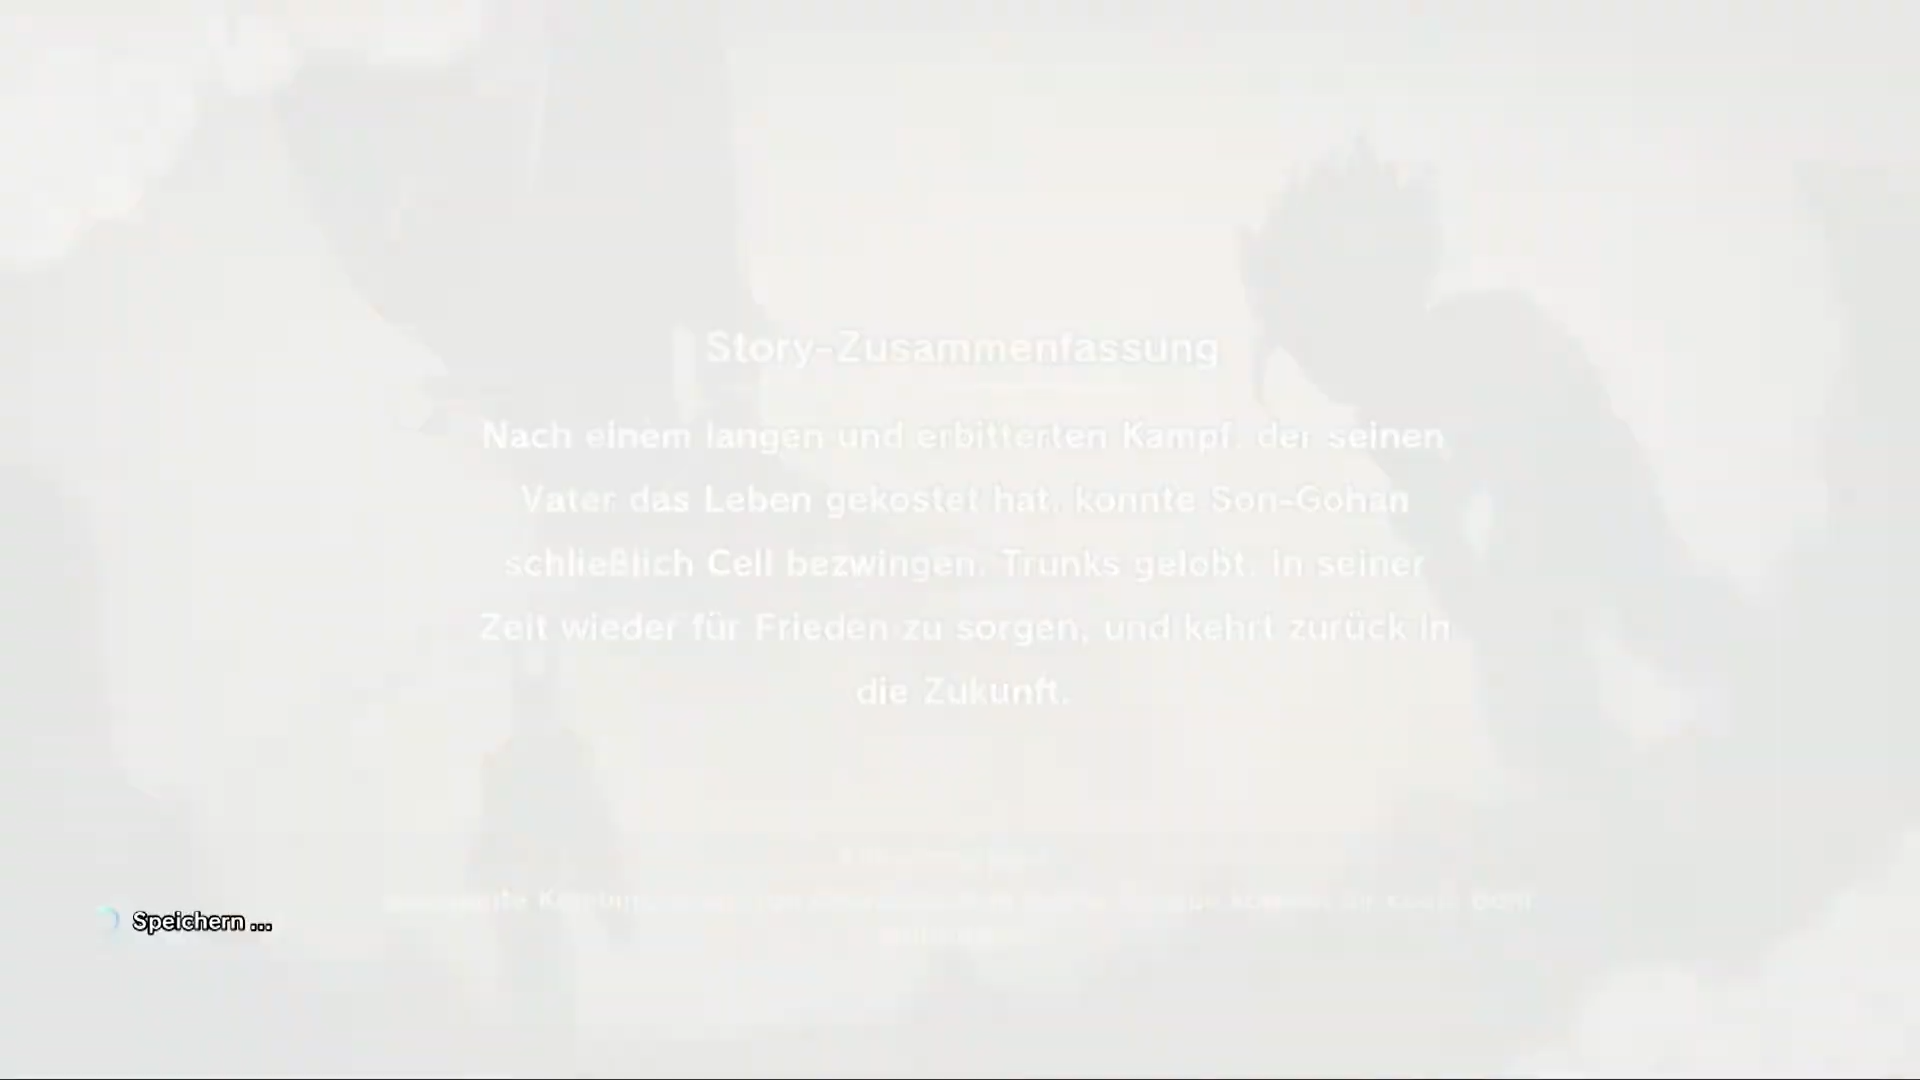 Story-Zusammenfassung
Nach einem langen und erbitterten Kampf, der seinen
Vater das Leben gekostet hat, konnte Son-Gohan
schließlich Cell bezwingen. Trunks gelobt, in seiner
Zeit wieder für Frieden zu sorgen, und kehrt zurück in
die Zukunft.
Speichern ...